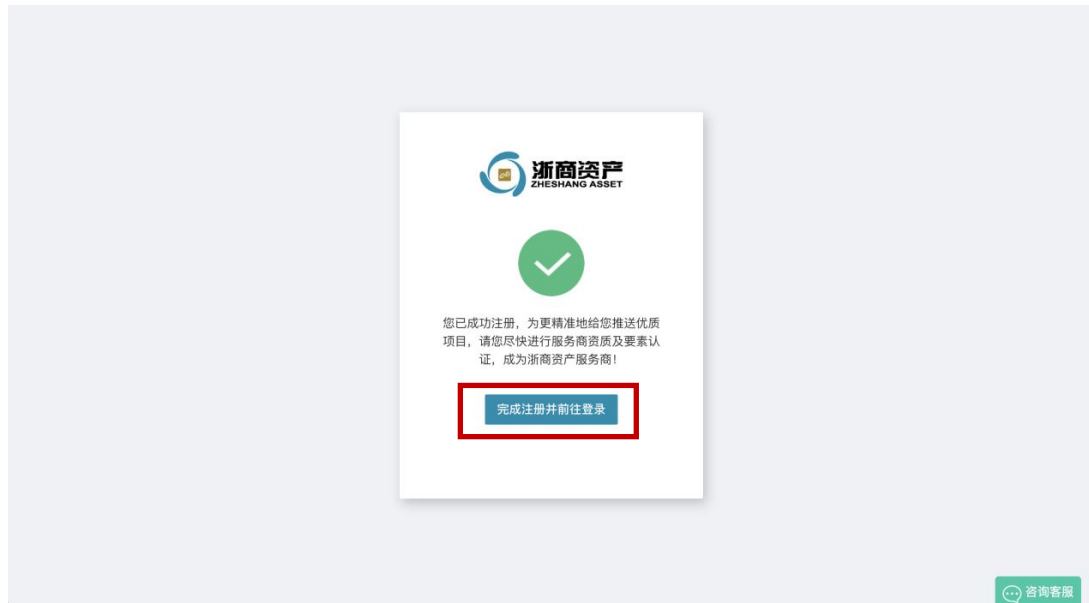 浙商资产
ZHESHANG ASSET
您已成功注册，为更精准地给您推送优质
项目，请您尽快进行服务商资质及要素认
证，成为浙商资产服务商！
完成注册并前往登录
咨询客服